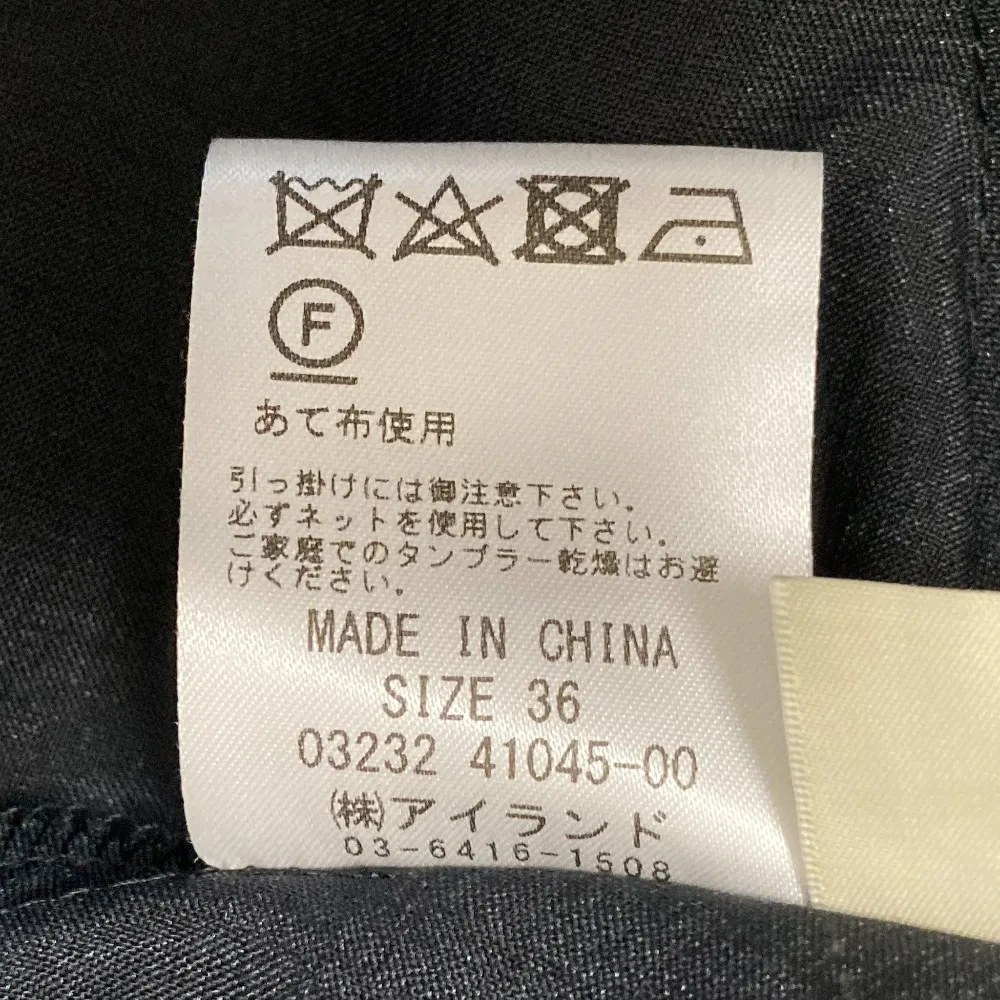 F
あて布使用
引っ掛けには御注意下さい。
必ずネットを使用して下さい。
ご家庭でのタンブラー乾燥はお避
けください。
MADE IN CHINA
SIZE 36
03232 41045-00
㈱アイランド
03-6416-1508